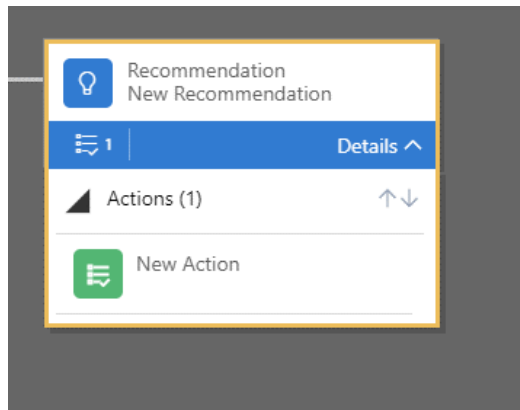 Recommendation
New Recommendation
1 Details
Actions (1)
New Action